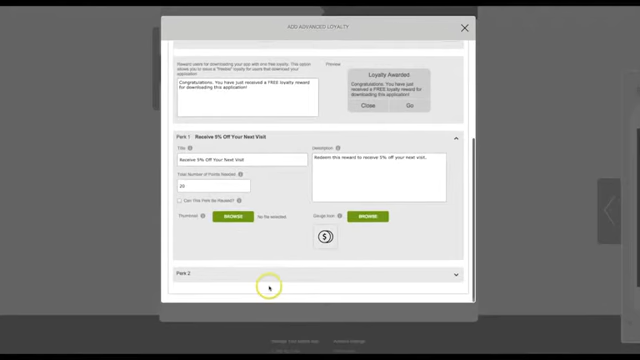 ADD ADVANCED LOYALTY
Reward users for downloading your app with one free loyalty. This option
allows you to issue a "freebie" loyalty for users that download your
application
Preview
Congratulations. You have just received a FREE loyalty reward
for downloading this application!
Loyalty Awarded
Congratulations. You have just
received a FREE loyalty reward
for downloading this application!
Close
Go
Perk 1 Receive 5% Off Your Next Visit
Title
Description
Receive 5% Off Your Next Visit
Redeem this reward to receive 5% off your next visit.
Total Number of Points Needed
20
Can This Perk Be Reused?
Thumbnail
BROWSE
No file selected
Gauge Icon
BROWSE
Perk 2